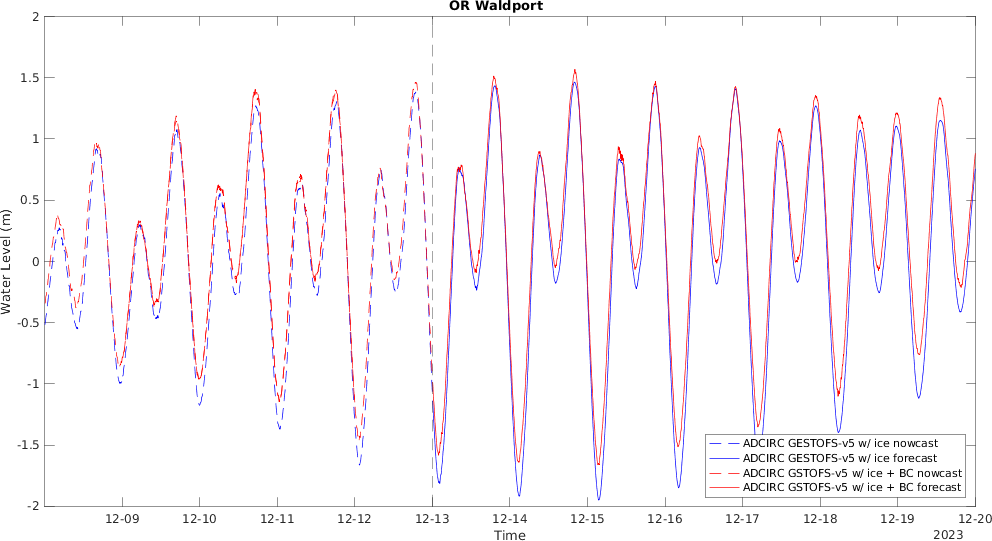 OR Waldport
2
1.5
1
0.5
0
-0.5
-1
-1.5
-2
Water Level (m)
ADCIRC GESTOFS-v5 w/ ice nowcast
ADCIRC GESTOFS-v5 w/ ice forecast
ADCIRC GSTOFS-v5 w/ ice + BC nowcast
ADCIRC GSTOFS-v5 w/ ice + BC forecast
12-09 12-10 12-11 12-12 12-13 12-14 12-15 12-16 12-17 12-18 12-19 12-20
Time
2023